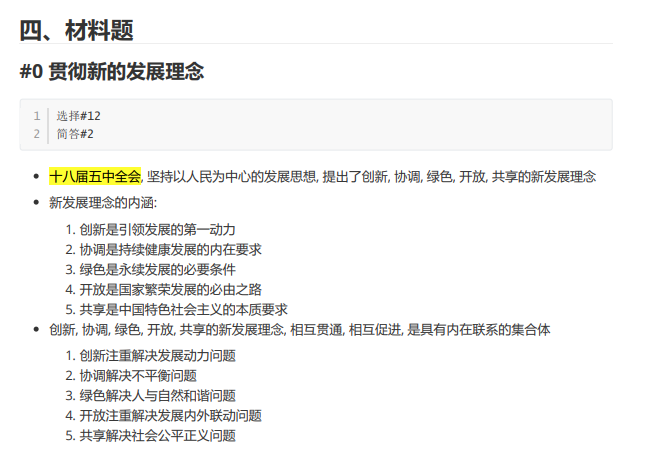 四、材料题
#0 贯彻新的发展理念
1 选择#12
2 简答#2
十八届五中全会, 坚持以人民为中心的发展思想, 提出了创新, 协调, 绿色, 开放, 共享的新发展理念
新发展理念的内涵:
1. 创新是引领发展的第一动力
2. 协调是持续健康发展的内在要求
3. 绿色是永续发展的必要条件
4. 开放是国家繁荣发展的必由之路
5. 共享是中国特色社会主义的本质要求
创新, 协调, 绿色, 开放, 共享的新发展理念, 相互贯通, 相互促进, 是具有内在联系的集合体
1. 创新注重解决发展动力问题
2. 协调解决不平衡问题
3. 绿色解决人与自然和谐问题
4. 开放注重解决发展内外联动问题
5. 共享解决社会公平正义问题